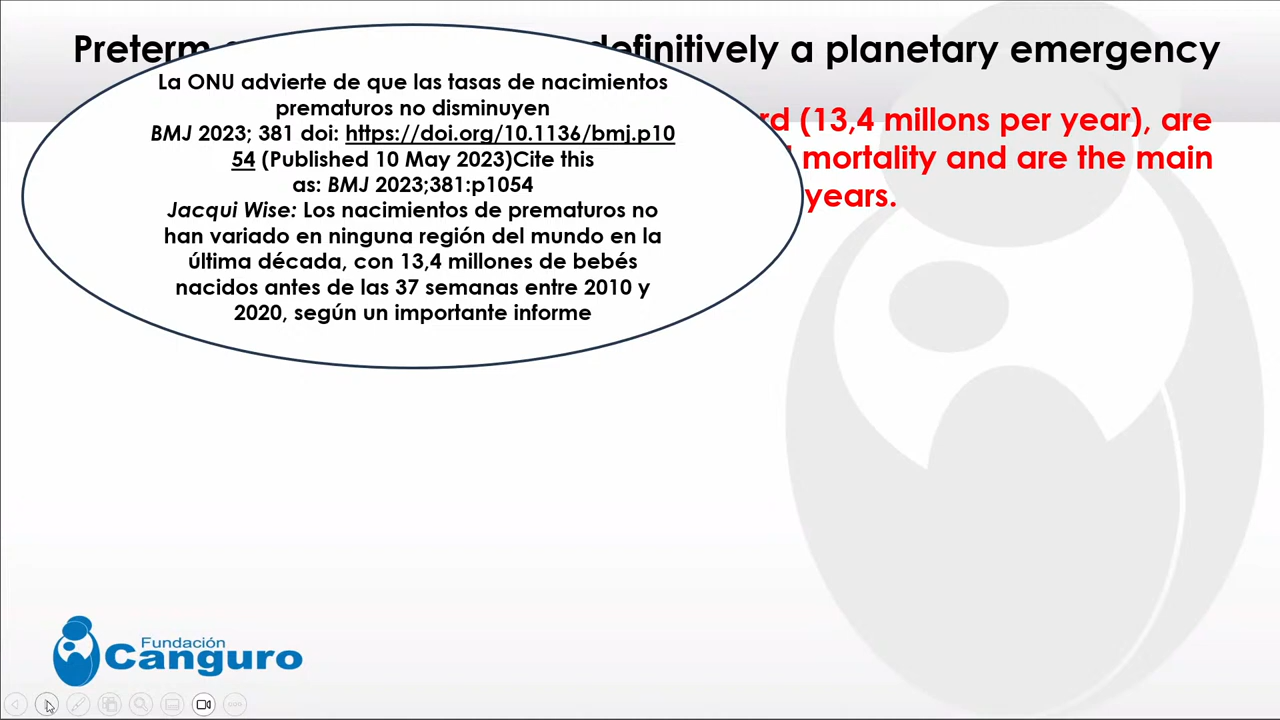 Preterm definitively a planetary emergency
La ONU advierte de que las tasas de nacimientos
prematuros no disminuyen
BMJ 2023; 381 doi: https://doi.org/10.1136/bmj.p10
54 (Published 10 May 2023)Cite this
as: BMJ 2023;381:p1054
Jacqui Wise: Los nacimientos de prematuros no
han variado en ninguna región del mundo en la
última década, con 13,4 millones de bebés
nacidos antes de las 37 semanas entre 2010 y
2020, según un importante informe
(13,4 millons per year), are
mortality and are the main
years.
Fundación
Canguro